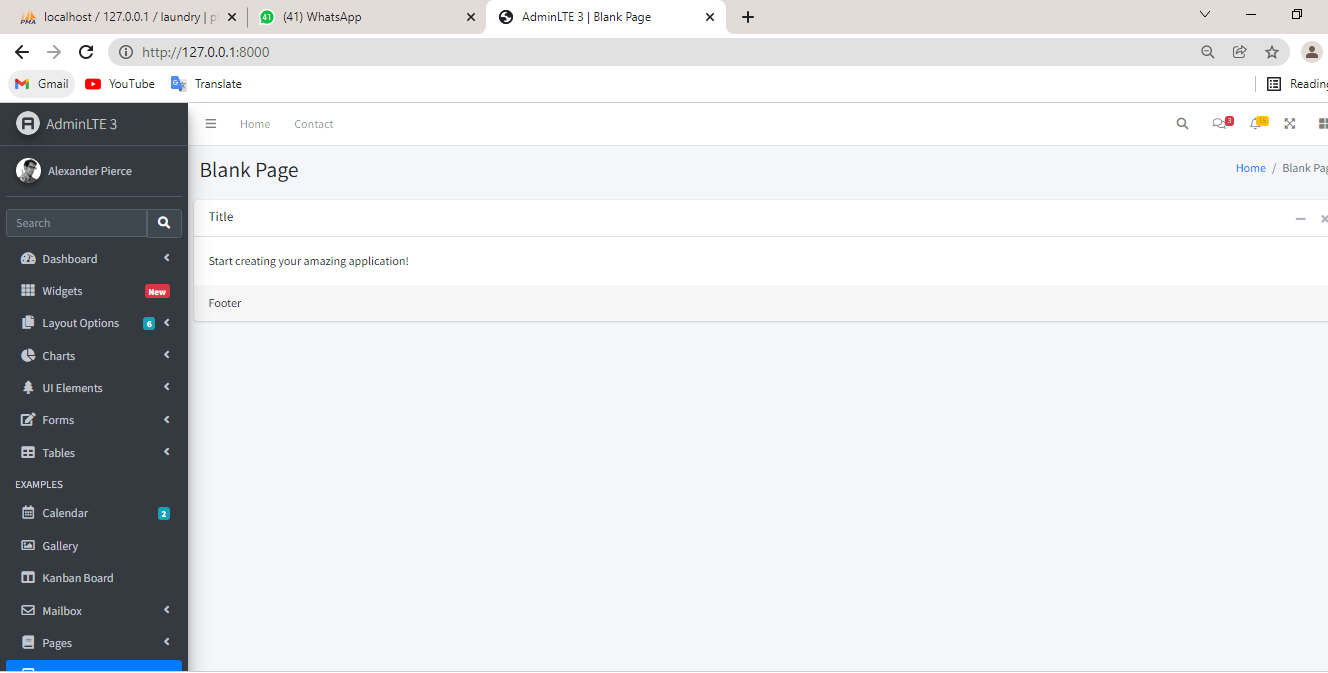 localhost / 127.0.0.1 / laundry |
(41) WhatsApp
AdminLTE 3 | Blank Page
http://127.0.0.1:8000
Gmail
YouTube
Translate
Reading
AdminLTE 3
Home
Contact
3
15
Alexander Pierce
Blank Page
Home / Blank Pag
Search
Title
Dashboard
Start creating your amazing application!
Widgets
New
Footer
Layout Options
6
Charts
UI Elements
Forms
Tables
EXAMPLES
Calendar
2
Gallery
Kanban Board
Mailbox
Pages